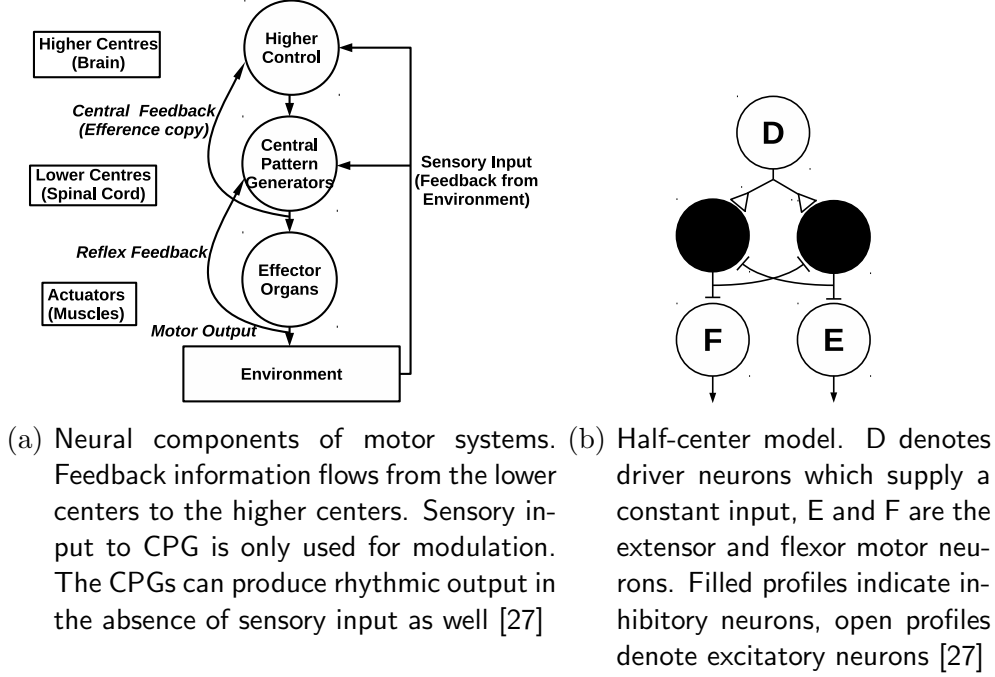 Higher Centres
(Brain)
Higher
Control
Central Feedback
(Efference copy)
Central
Pattern
Generators
Lower Centres
(Spinal Cord)
Sensory Input
(Feedback from
Environment)
Reflex Feedback
Effector
Organs
Actuators
(Muscles)
Motor Output
Environment
D
F
E
(a) Neural components of motor systems.
Feedback information flows from the lower
centers to the higher centers. Sensory in-
put to CPG is only used for modulation.
The CPGs can produce rhythmic output in
the absence of sensory input as well [27]
(b) Half-center model. D denotes
driver neurons which supply a
constant input, E and F are the
extensor and flexor motor neu-
rons. Filled profiles indicate in-
hibitory neurons, open profiles
denote excitatory neurons [27]